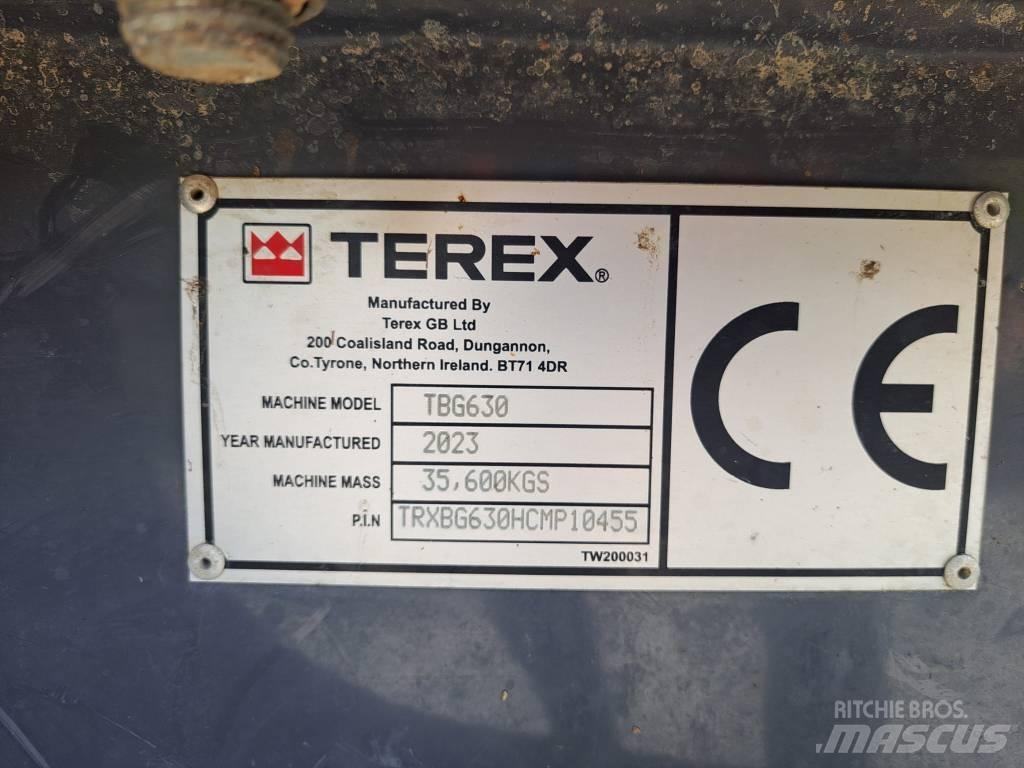 TEREX®
Manufactured By
Terex GB Ltd
200 Coalisland Road, Dungannon,
Co.Tyrone, Northern Ireland. BT71 4DR
MACHINE MODEL TBG630
YEAR MANUFACTURED 2023
MACHINE MASS 35,600KGS
P.I.N TRXBG630HCMP10455
TW200031
CE
RITCHIE BROS.
MASCUS